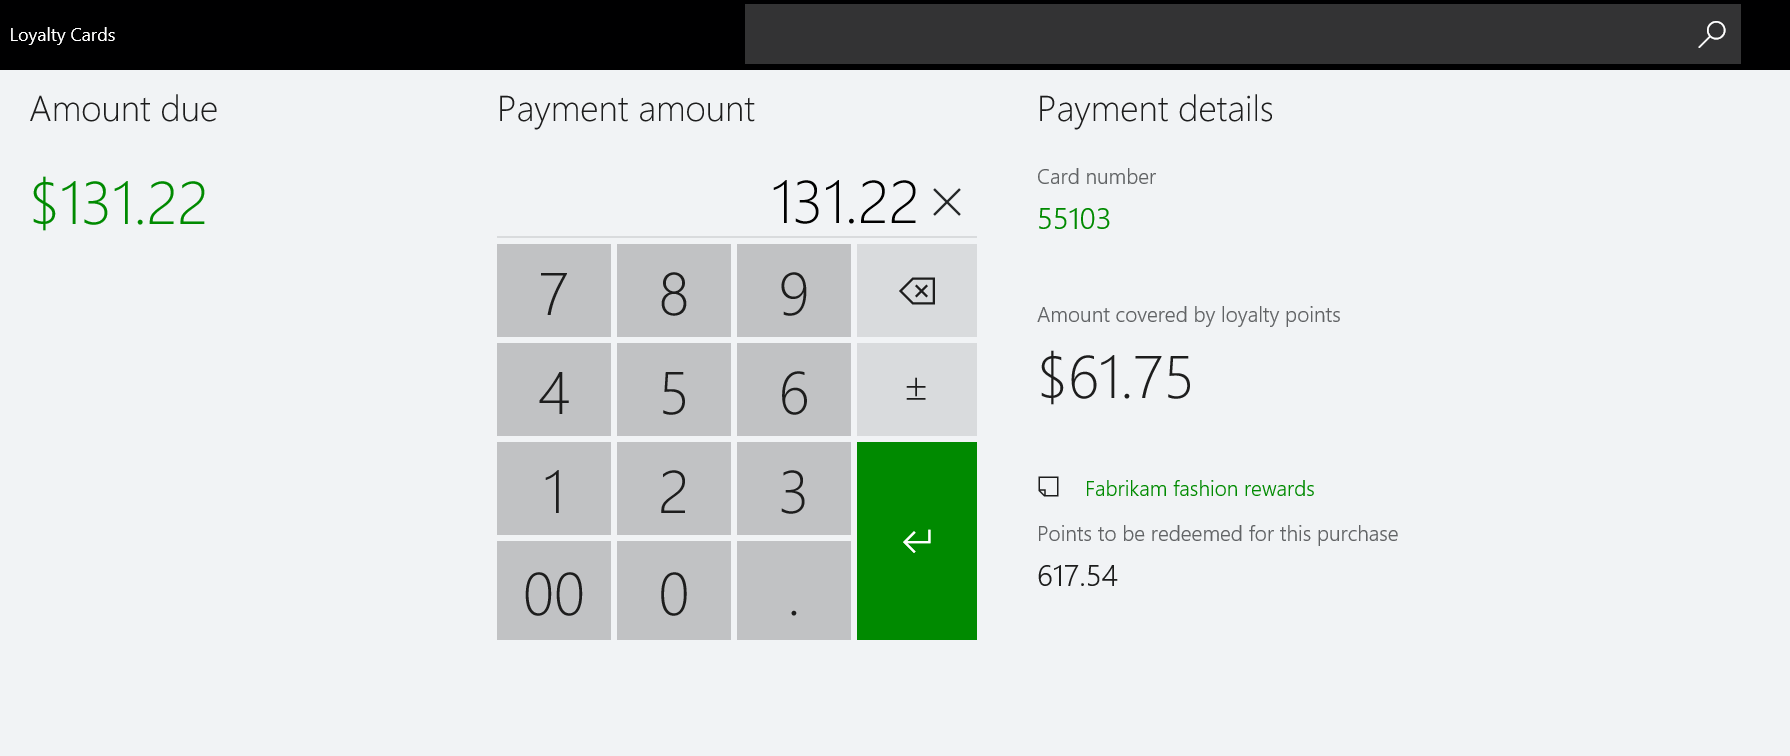 Loyalty Cards
Amount due
$131.22
Payment amount
131.22
7 8 9
4 5 6 ±
1 2 3
00 0 .
Payment details
Card number
55103
Amount covered by loyalty points
$61.75
Fabrikam fashion rewards
Points to be redeemed for this purchase
617.54